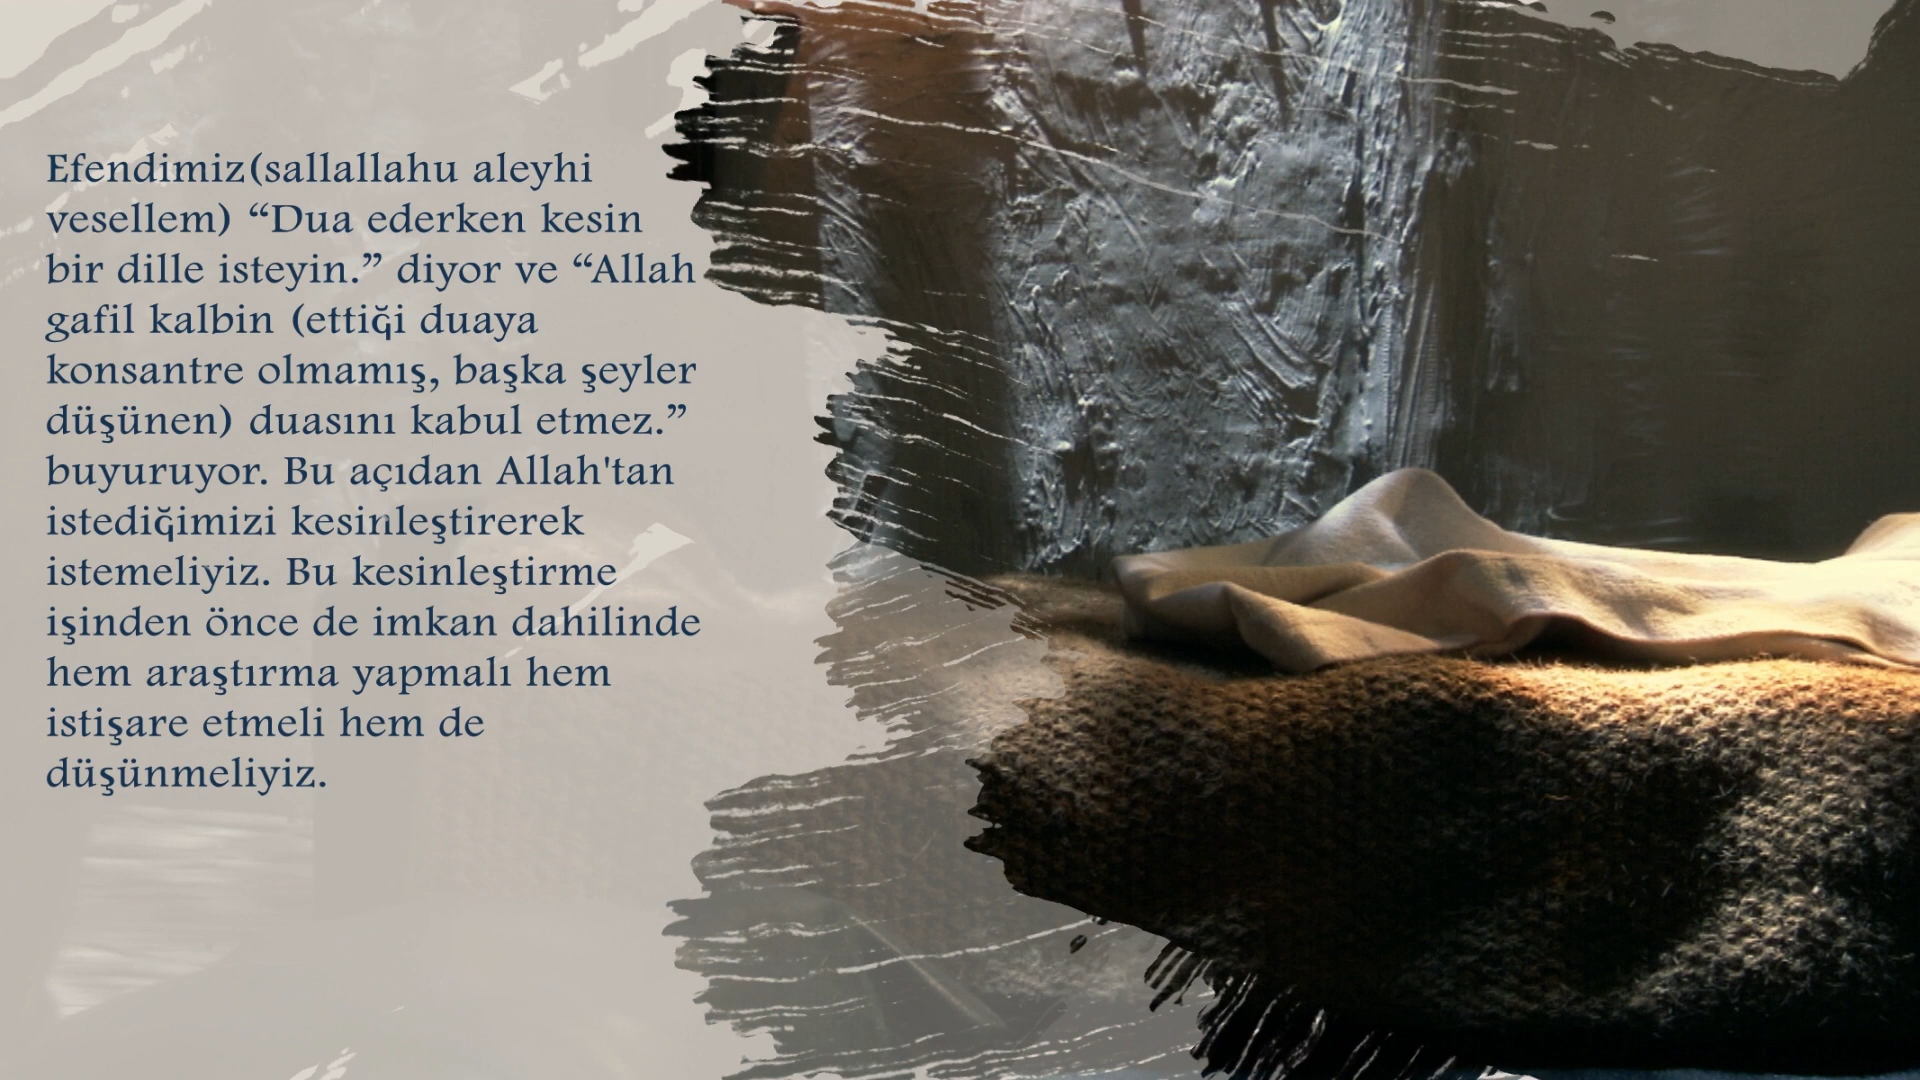 Efendimiz(sallallahu aleyhi
vesellem) “Dua ederken kesin
bir dille isteyin.” diyor ve “Allah
gafil kalbin (ettiği duaya
konsantre olmamış, başka şeyler
düşünen) duasını kabul etmez.”
buyuruyor. Bu açıdan Allah'tan
istediğimizi kesinleştirerek
istemeliyiz. Bu kesinleştirme
işinden önce de imkan dahilinde
hem araştırma yapmalı hem
istişare etmeli hem de
düşünmeliyiz.